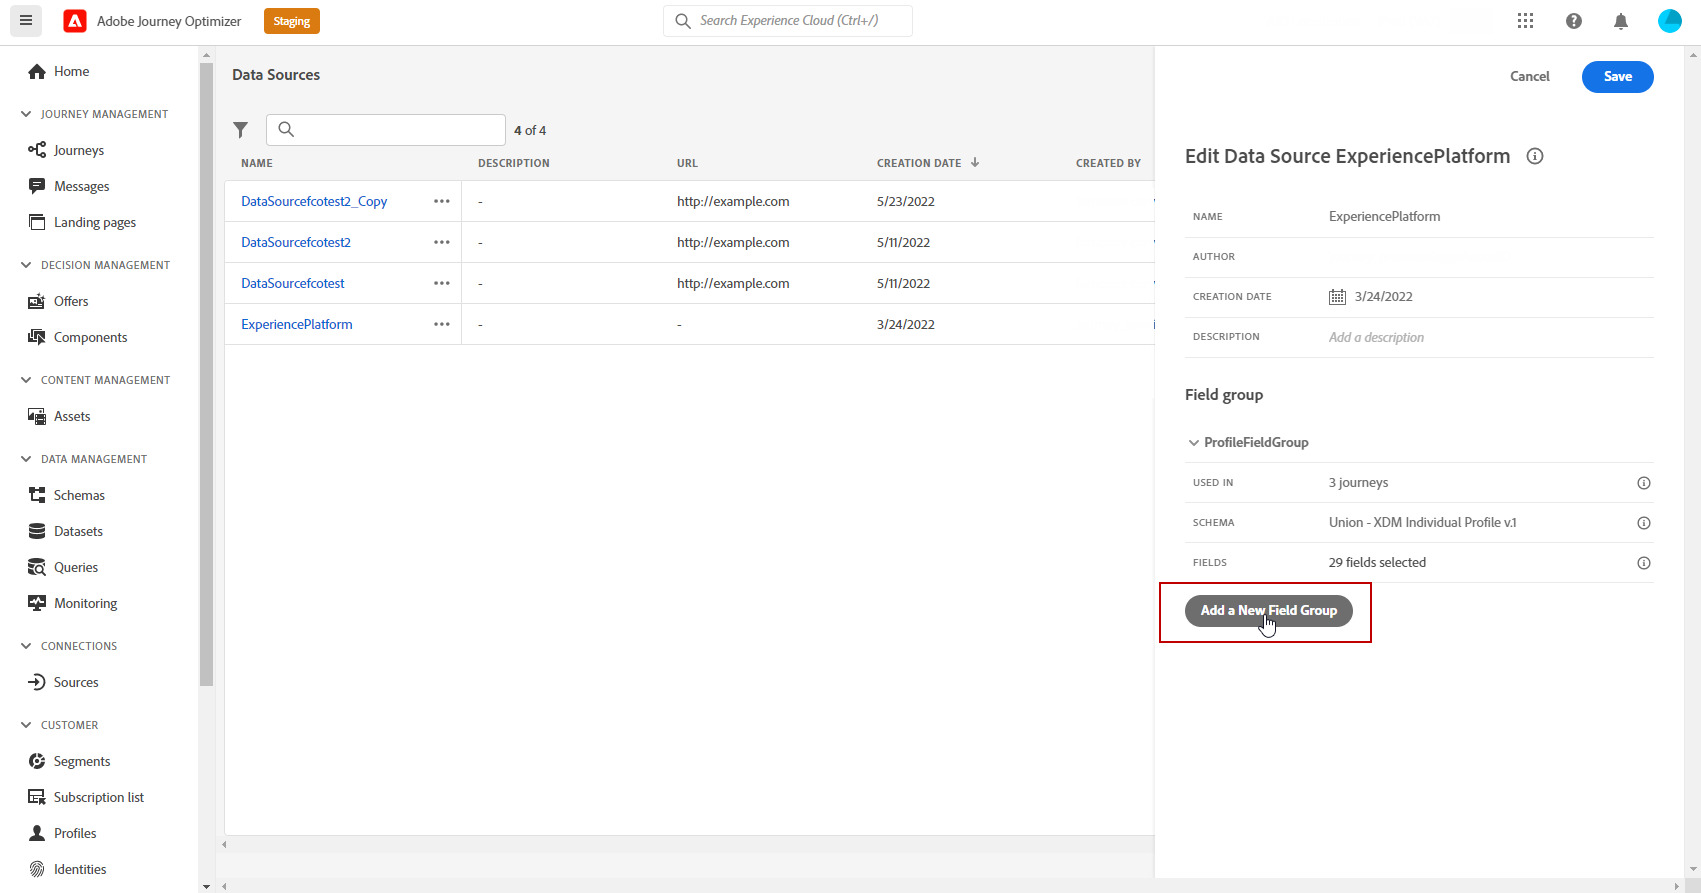 Adobe Journey Optimizer
Staging
Search Experience Cloud (Ctrl+/)
Home
JOURNEY MANAGEMENT
Journeys
Messages
Landing pages
DECISION MANAGEMENT
Offers
Components
CONTENT MANAGEMENT
Assets
DATA MANAGEMENT
Schemas
Datasets
Queries
Monitoring
CONNECTIONS
Sources
CUSTOMER
Segments
Subscription list
Profiles
Identities
Data Sources
4 of 4
NAME DESCRIPTION URL CREATION DATE CREATED BY
DataSourcefcotest2_Copy - http://example.com 5/23/2022
DataSourcefcotest2 - http://example.com 5/11/2022
DataSourcefcotest - http://example.com 5/11/2022
ExperiencePlatform - - 3/24/2022
Cancel
Save
Edit Data Source ExperiencePlatform
NAME ExperiencePlatform
AUTHOR
CREATION DATE 3/24/2022
DESCRIPTION Add a description
Field group
ProfileFieldGroup
USED IN 3 journeys
SCHEMA Union - XDM Individual Profile v.1
FIELDS 29 fields selected
Add a New Field Group